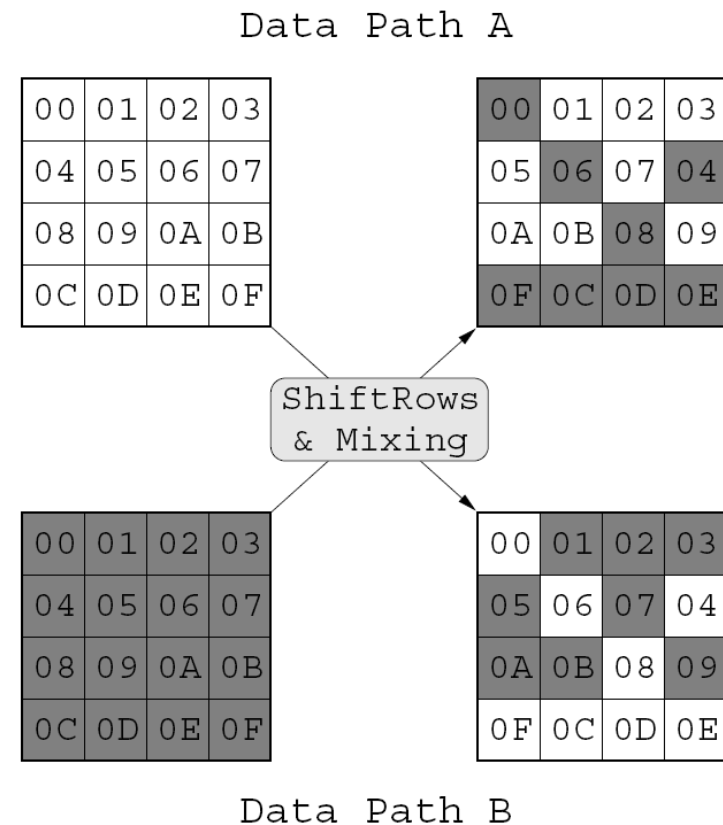 Data Path A
00 01 02 03 00 01 02 03
04 05 06 07 05 06 07 04
08 09 0A 0B 0A 0B 08 09
0C 0D 0E 0F 0F 0C 0D 0E
ShiftRows
& Mixing
00 01 02 03 00 01 02 03
04 05 06 07 05 06 07 04
08 09 0A 0B 0A 0B 08 09
0C 0D 0E 0F 0F 0C 0D 0E
Data Path B